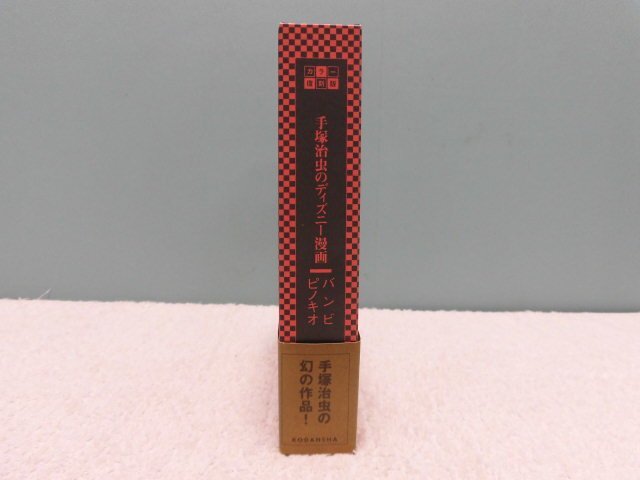 カラー
復刻版
手塚治虫のディズニー漫画
バンビ
ピノキオ
手塚治虫の
幻の作品!
KODANSHA